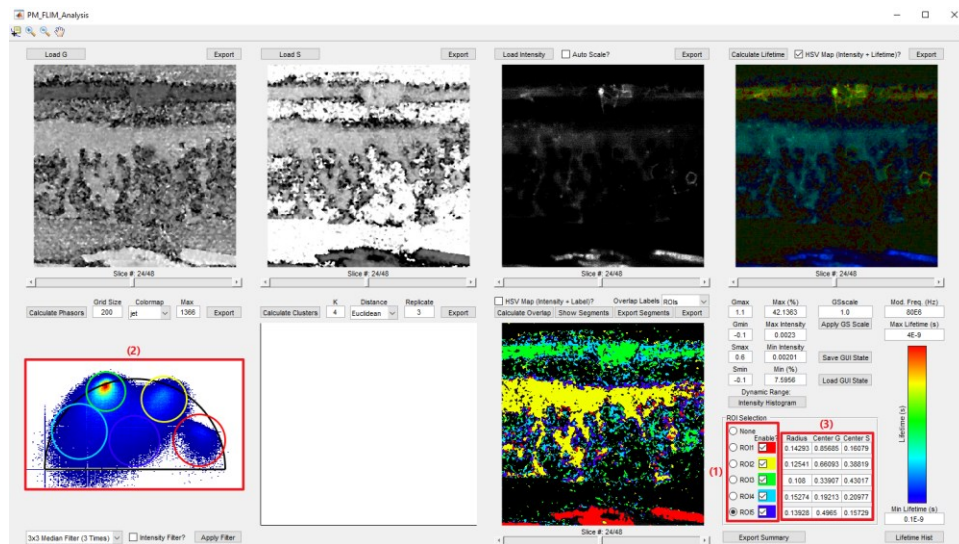 PM_FLIM_Analysis
Load G
Export
Load S
Export
Load Intensity
Auto Scale?
Export
Calculate Lifetime
HSV Map (Intensity + Lifetime)?
Export
Slice #: 24/48
Slice #: 24/48
Slice #: 24/48
Slice #: 24/48
Grid Size
Colormap
Max
Calculate Phasors
200
jet
1366
Export
K
Distance
Replicate
Calculate Clusters
4
Euclidean
3
Export
HSV Map (Intensity + Label)?
Overlap Labels
ROIs
Calculate Overlap
Show Segments
Export Segments
Export
Gmax
Max (%)
GSscale
Mod. Freq. (Hz)
1.1
42.1363
1.0
80E6
Gmin
Max Intensity
Apply GS Scale
Max Lifetime (s)
-0.1
0.0023
4E-9
Smax
Min Intensity
0.6
0.00201
Save GUI State
Smin
Min (%)
-0.1
7.5956
Load GUI State
Dynamic Range:
Intensity Histogram
ROI Selection
None
Enable?
Radius
Center G
Center S
ROI1
0.14293
0.85685
0.16079
ROI2
0.12541
0.66093
0.38819
ROI3
0.108
0.33907
0.43017
ROI4
0.15274
0.19213
0.20977
ROI5
0.13928
0.4965
0.15729
(1)
(2)
(3)
Lifetime (s)
Min Lifetime (s)
0.1E-9
3x3 Median Filter (3 Times)
Intensity Filter?
Apply Filter
Slice #: 24/48
Export Summary
Lifetime Hist